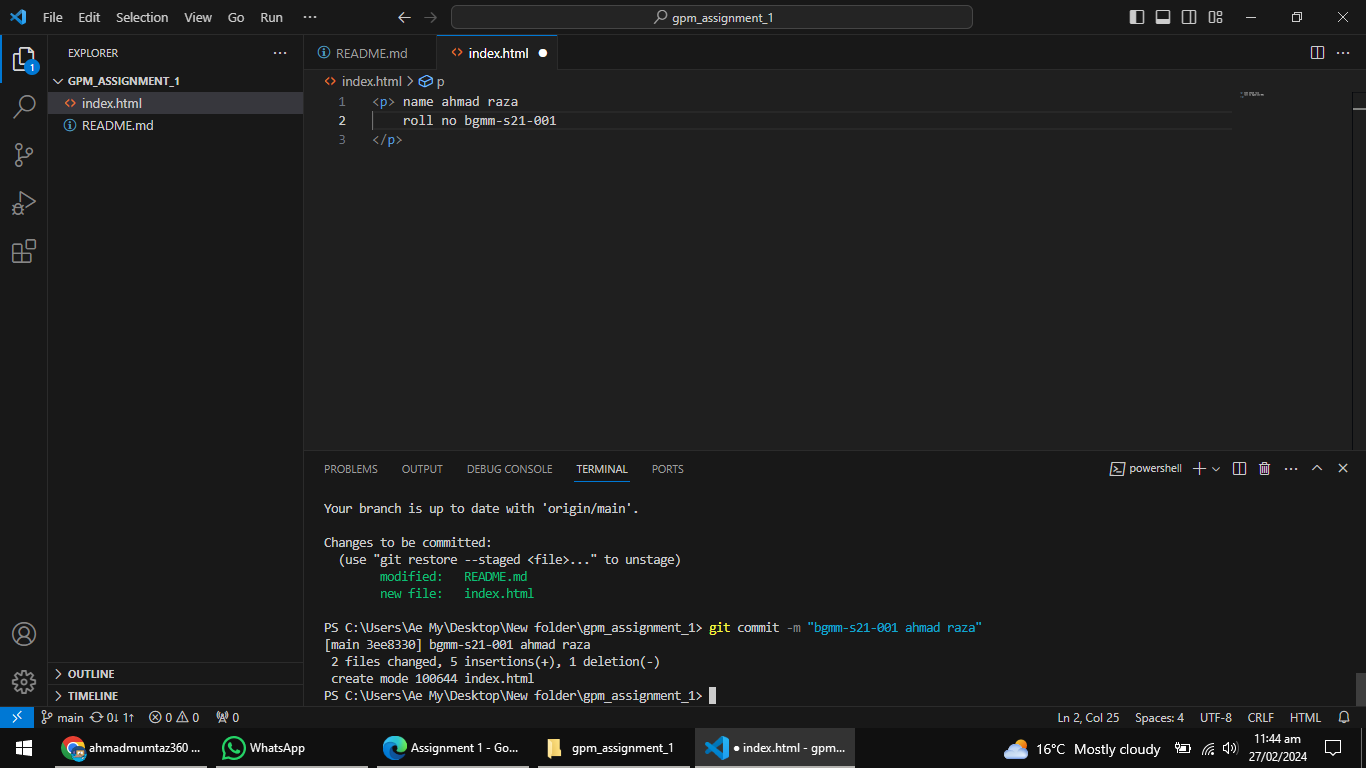 File Edit Selection View Go Run ··· gpm_assignment_1
EXPLORER ···
1
GPM_ASSIGNMENT_1
index.html
README.md
README.md index.html
index.html > p
1 <p> name ahmad raza
2 roll no bgmm-s21-001
3 </p>
PROBLEMS OUTPUT DEBUG CONSOLE TERMINAL PORTS powershell
Your branch is up to date with 'origin/main'.
Changes to be committed:
(use "git restore --staged <file>..." to unstage)
modified: README.md
new file: index.html
PS C:\Users\Ae My\Desktop\New folder\gpm_assignment_1> git commit -m "bgmm-s21-001 ahmad raza"
[main 3ee8330] bgmm-s21-001 ahmad raza
2 files changed, 5 insertions(+), 1 deletion(-)
create mode 100644 index.html
PS C:\Users\Ae My\Desktop\New folder\gpm_assignment_1>
OUTLINE
TIMELINE
main 0↓ 1↑ 0 0 0 Ln 2, Col 25 Spaces: 4 UTF-8 CRLF HTML
ahmadmumtaz360 ... WhatsApp Assignment 1 - Go... gpm_assignment_1 ● index.html - gpm... 16°C Mostly cloudy 11:44 am
27/02/2024